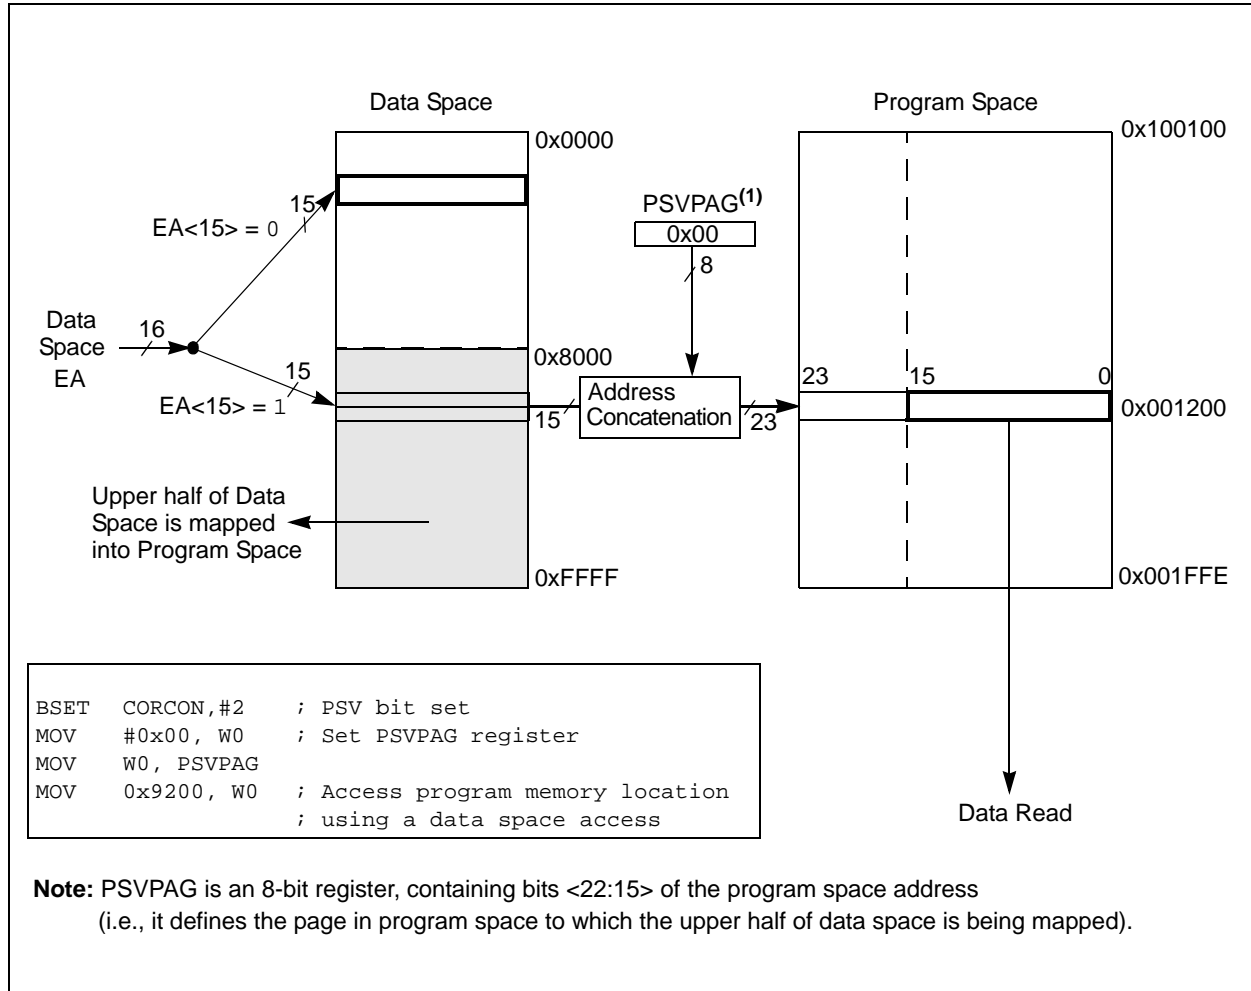 Data Space
Program Space
0x0000
0x100100
15
PSVPAG(1)
EA<15> = 0
0x00
8
Data
Space
EA
16
0x8000
15
EA<15> = 1
15
Address
Concatenation
23
23
15
0
0x001200
Upper half of Data
Space is mapped
into Program Space
0xFFFF
0x001FFE
BSET CORCON,#2 ; PSV bit set
MOV #0x00, W0 ; Set PSVPAG register
MOV W0, PSVPAG
MOV 0x9200, W0 ; Access program memory location
; using a data space access
Data Read
Note: PSVPAG is an 8-bit register, containing bits <22:15> of the program space address
(i.e., it defines the page in program space to which the upper half of data space is being mapped).